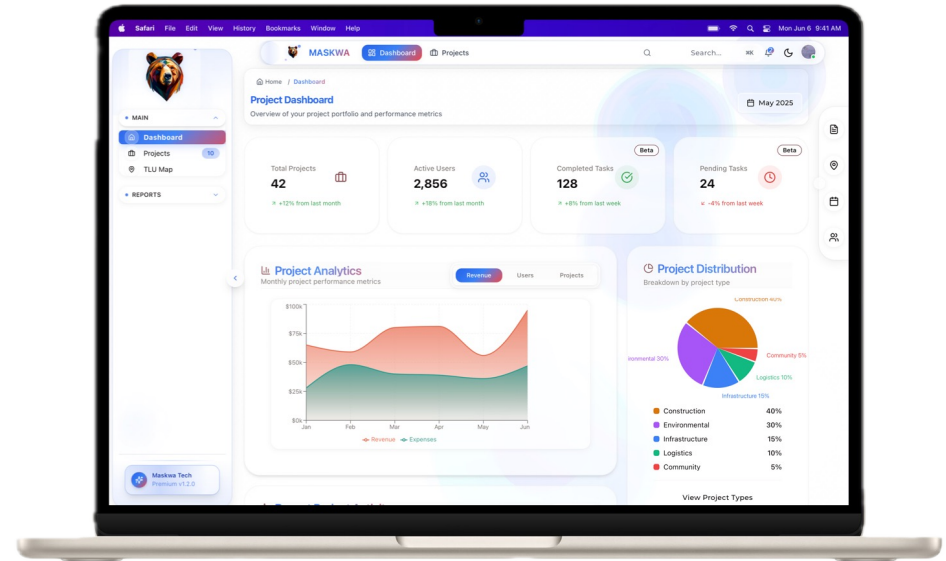 Safari File Edit View History Bookmarks Window Help
Mon Jun 6 9:41 AM
MASKWA
Dashboard
Projects
Search...
⌘K
Home / Dashboard
Project Dashboard
Overview of your project portfolio and performance metrics
May 2025
MAIN
Dashboard
Projects 10
TLU Map
REPORTS
Total Projects
42
+12% from last month
Active Users
2,856
+18% from last month
Beta
Completed Tasks
128
+8% from last week
Beta
Pending Tasks
24
-4% from last week
Project Analytics
Monthly project performance metrics
Revenue Users Projects
$100k
$75k
$50k
$25k
$0k
Jan Feb Mar Apr May Jun
Revenue Expenses
Project Distribution
Breakdown by project type
Construction 40%
ironmental 30%
Community 5%
Logistics 10%
Infrastructure 15%
Construction 40%
Environmental 30%
Infrastructure 15%
Logistics 10%
Community 5%
View Project Types
Maskwa Tech
Premium v1.2.0